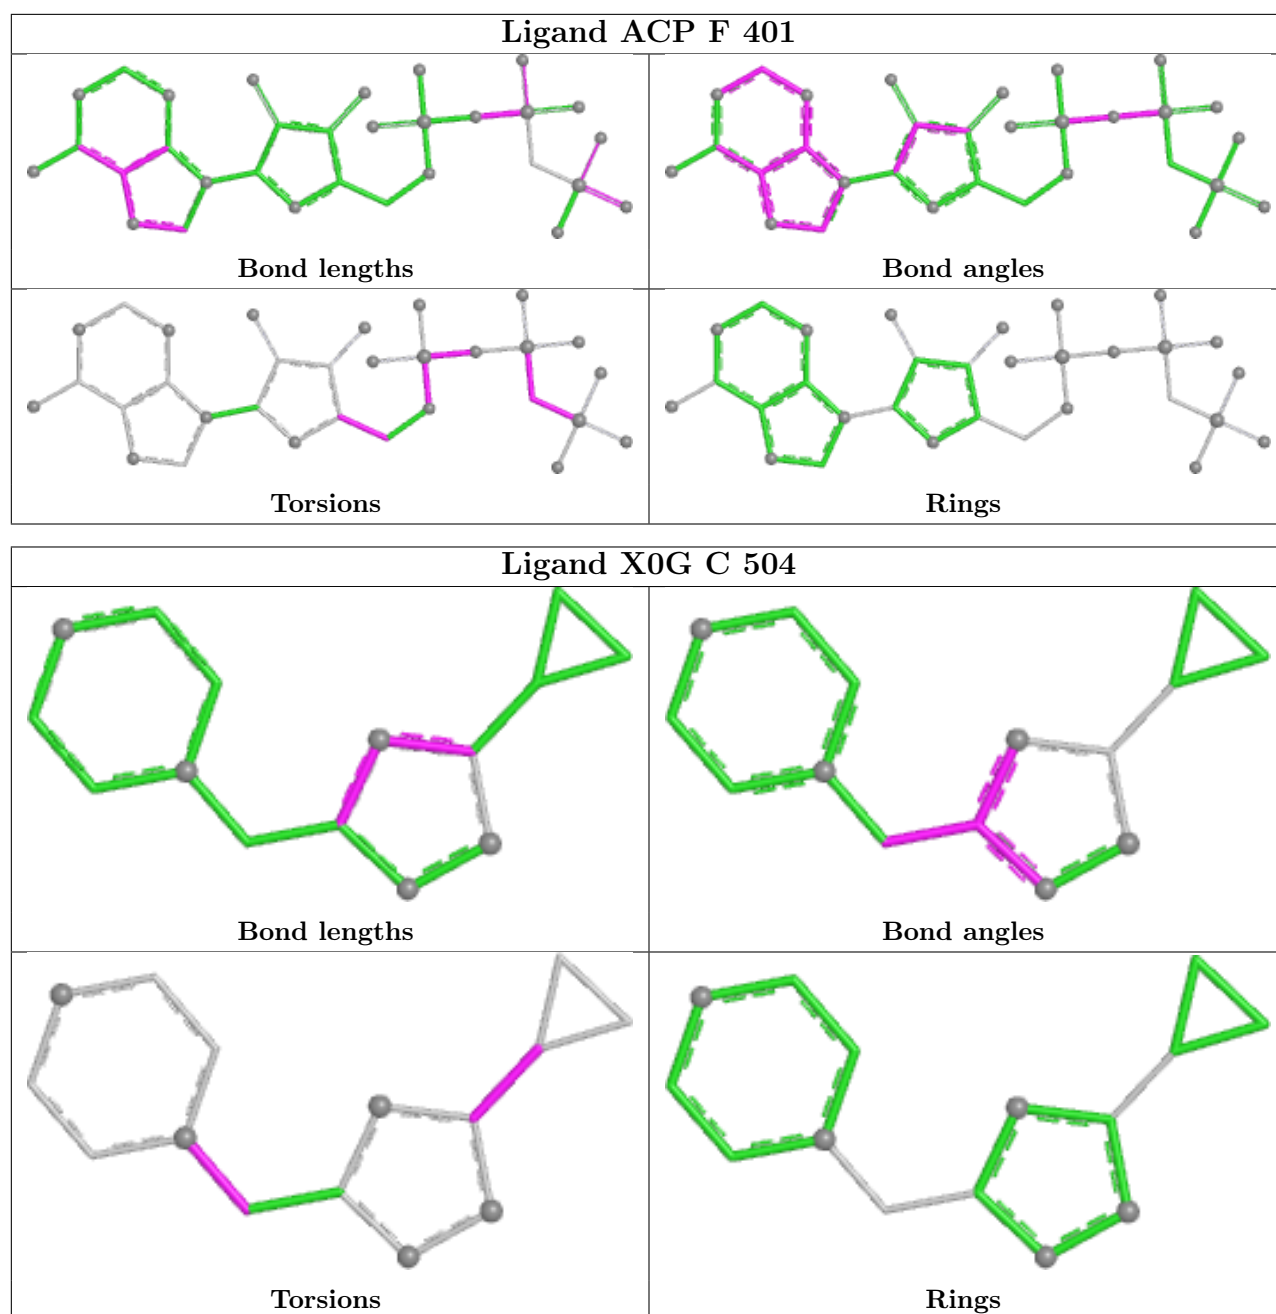 Ligand ACP F 401
Bond lengths
Bond angles
Torsions
Rings
Ligand X0G C 504
Bond lengths
Bond angles
Torsions
Rings